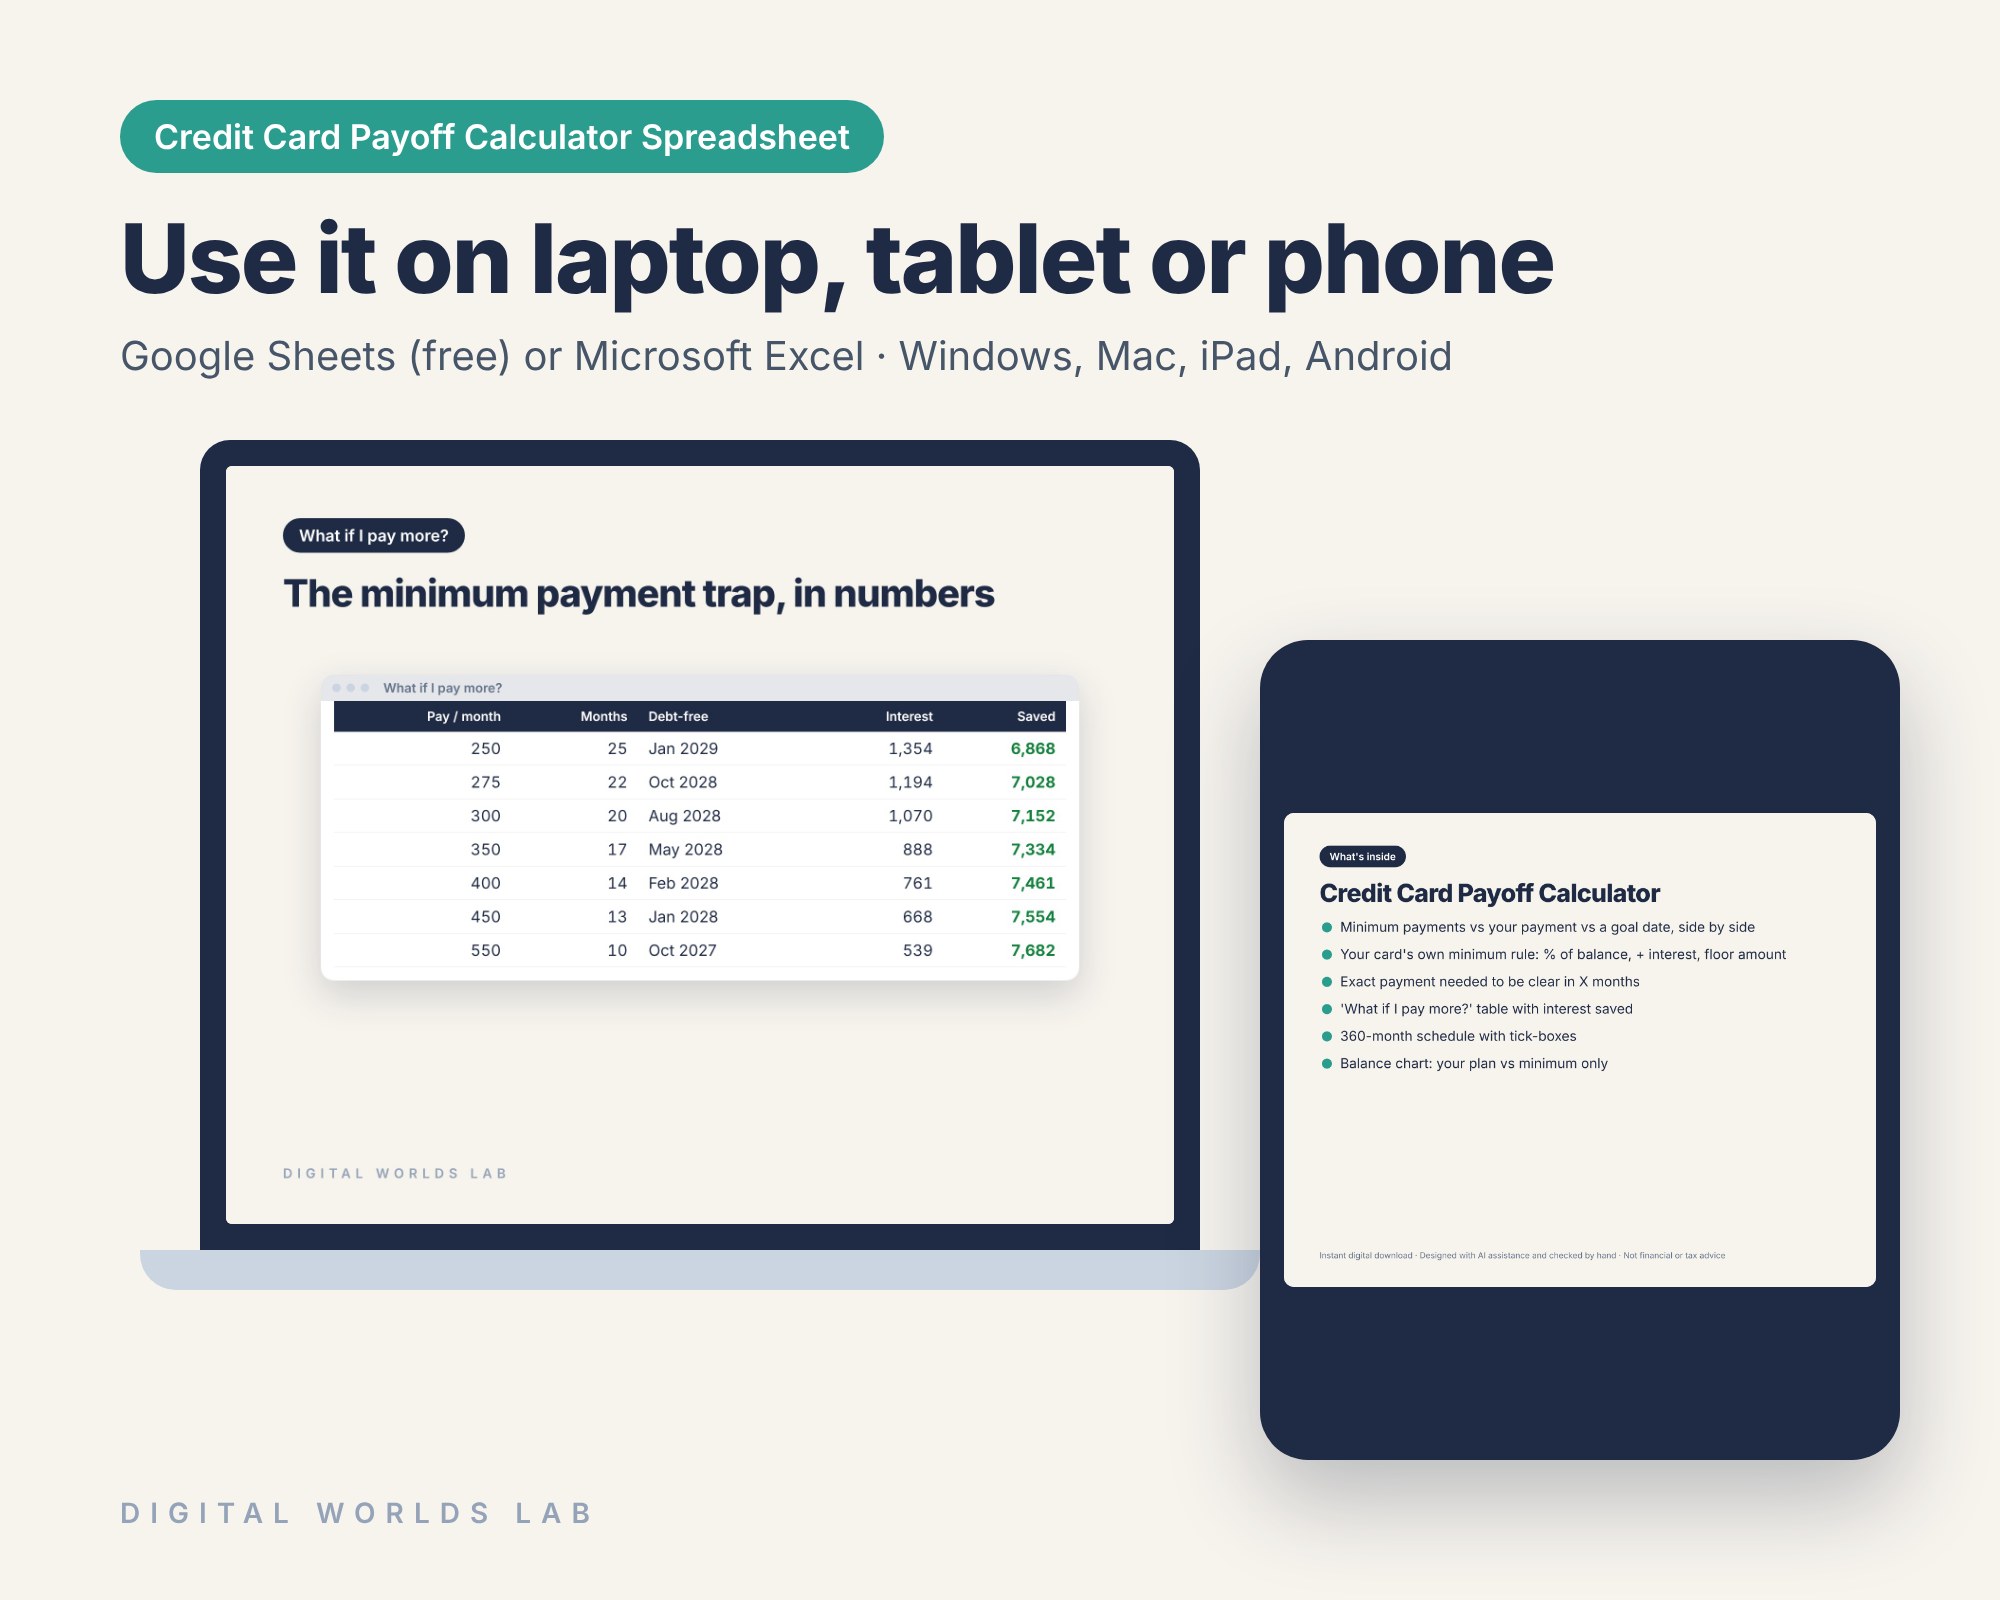 Credit Card Payoff Calculator Spreadsheet
Use it on laptop, tablet or phone
Google Sheets (free) or Microsoft Excel · Windows, Mac, iPad, Android
What if I pay more?
The minimum payment trap, in numbers
What if I pay more?
Pay / month Months Debt-free Interest Saved
250 25 Jan 2029 1,354 6,868
275 22 Oct 2028 1,194 7,028
300 20 Aug 2028 1,070 7,152
350 17 May 2028 888 7,334
400 14 Feb 2028 761 7,461
450 13 Jan 2028 668 7,554
550 10 Oct 2027 539 7,682
DIGITAL WORLDS LAB
What's inside
Credit Card Payoff Calculator
Minimum payments vs your payment vs a goal date, side by side
Your card's own minimum rule: % of balance, + interest, floor amount
Exact payment needed to be clear in X months
'What if I pay more?' table with interest saved
360-month schedule with tick-boxes
Balance chart: your plan vs minimum only
Instant digital download · Designed with AI assistance and checked by hand · Not financial or tax advice
DIGITAL WORLDS LAB